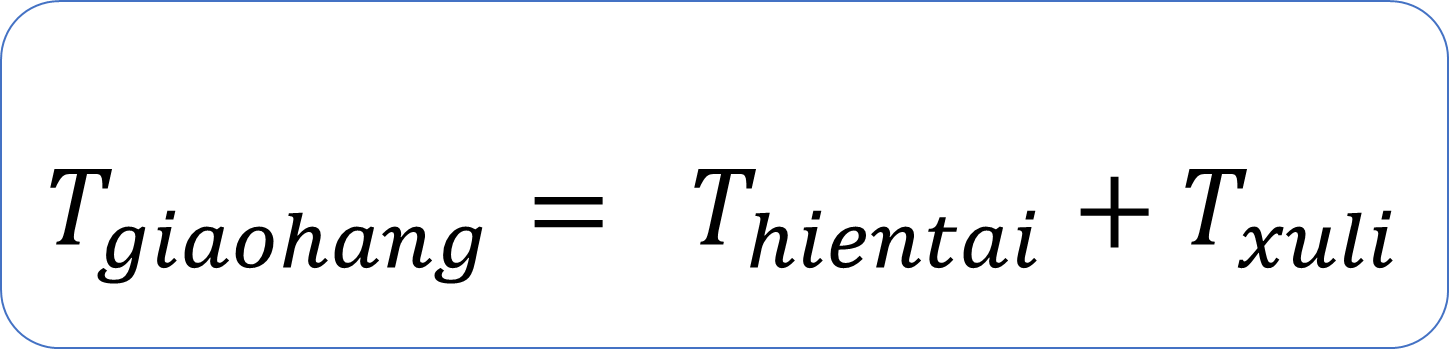 T_giaohang = T_hientai + T_xuli